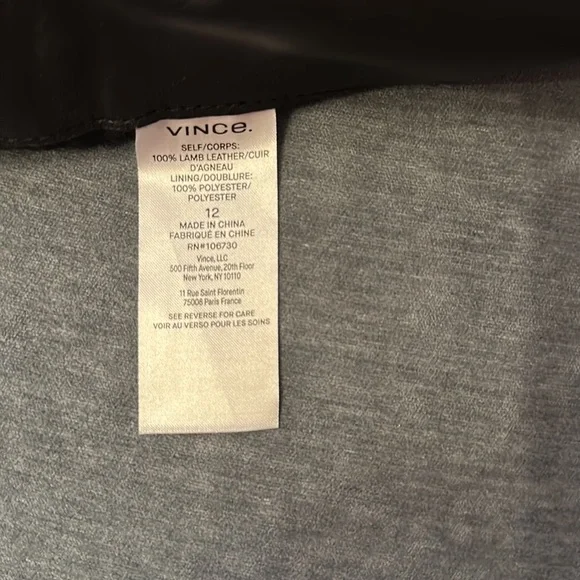 VINCE.
SELF/CORPS:
100% LAMB LEATHER/CUIR
D'AGNEAU
LINING/DOUBLURE:
100% POLYESTER/
POLYESTER
12
MADE IN CHINA
FABRIQUÉ EN CHINE
RN#106730
Vince, LLC
500 Fifth Avenue, 20th Floor
New York, NY 10110
11 Rue Saint Florentin
75008 Paris France
SEE REVERSE FOR CARE
VOIR AU VERSO POUR LES SOINS